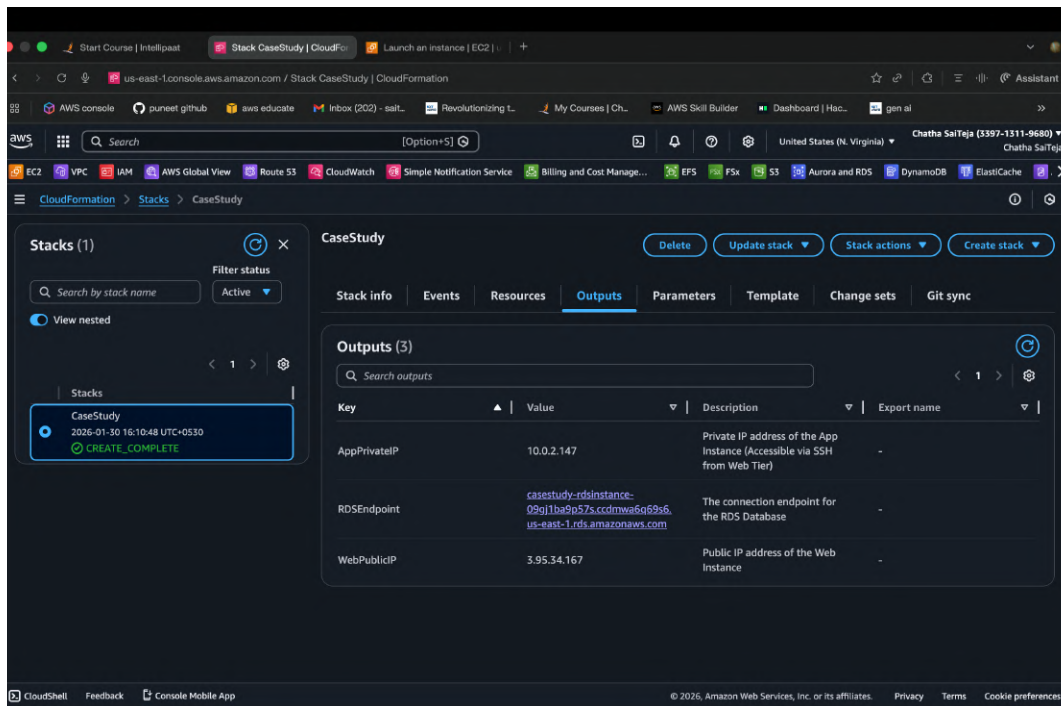 Start Course | Intellipaat
Stack CaseStudy | CloudFor
Launch an instance | EC2 | u
us-east-1.console.aws.amazon.com / Stack CaseStudy | CloudFormation
Assistant
AWS console
puneet github
aws educate
Inbox (202) - sait...
Revolutionizing t...
My Courses | Ch...
AWS Skill Builder
Dashboard | Hac...
gen ai
aws
Search
[Option+S]
United States (N. Virginia)
Chatha SaiTeja (3397-1311-9680)
Chatha SaiTeja
EC2
VPC
IAM
AWS Global View
Route 53
CloudWatch
Simple Notification Service
Billing and Cost Manage...
EFS
FSx
S3
Aurora and RDS
DynamoDB
ElastiCache
CloudFormation > Stacks > CaseStudy
Stacks (1)
Filter status
Search by stack name
Active
View nested
1
Stacks
CaseStudy
2026-01-30 16:10:48 UTC+0530
CREATE_COMPLETE
CaseStudy
Delete
Update stack
Stack actions
Create stack
Stack info
Events
Resources
Outputs
Parameters
Template
Change sets
Git sync
Outputs (3)
Search outputs
1
Key
Value
Description
Export name
AppPrivateIP
10.0.2.147
Private IP address of the App
Instance (Accessible via SSH
from Web Tier)
-
RDSEndpoint
casestudy-rdsinstance-
09gj1ba9p57s.ccdmwa6q69s6.
us-east-1.rds.amazonaws.com
The connection endpoint for
the RDS Database
-
WebPublicIP
3.95.34.167
Public IP address of the Web
Instance
-
CloudShell
Feedback
Console Mobile App
© 2026, Amazon Web Services, Inc. or its affiliates.
Privacy
Terms
Cookie preferences